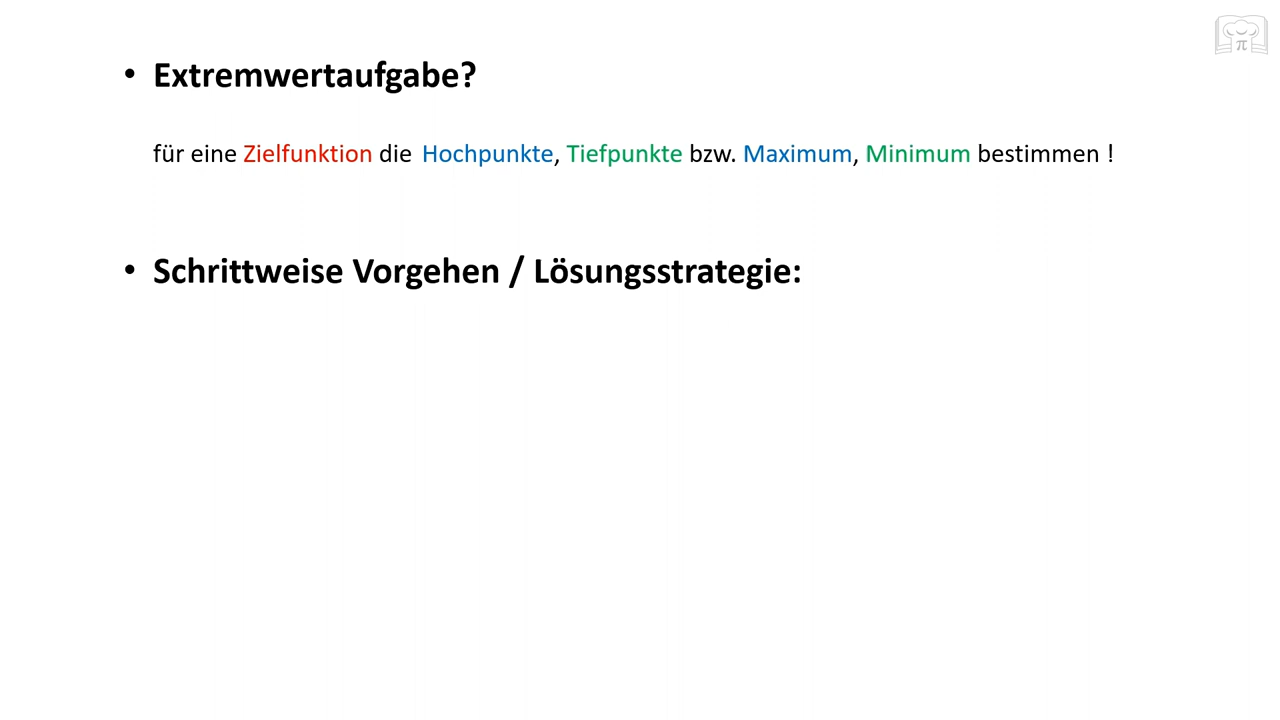 • Extremwertaufgabe?
für eine Zielfunktion die Hochpunkte, Tiefpunkte bzw. Maximum, Minimum bestimmen !
• Schrittweise Vorgehen / Lösungsstrategie:
π